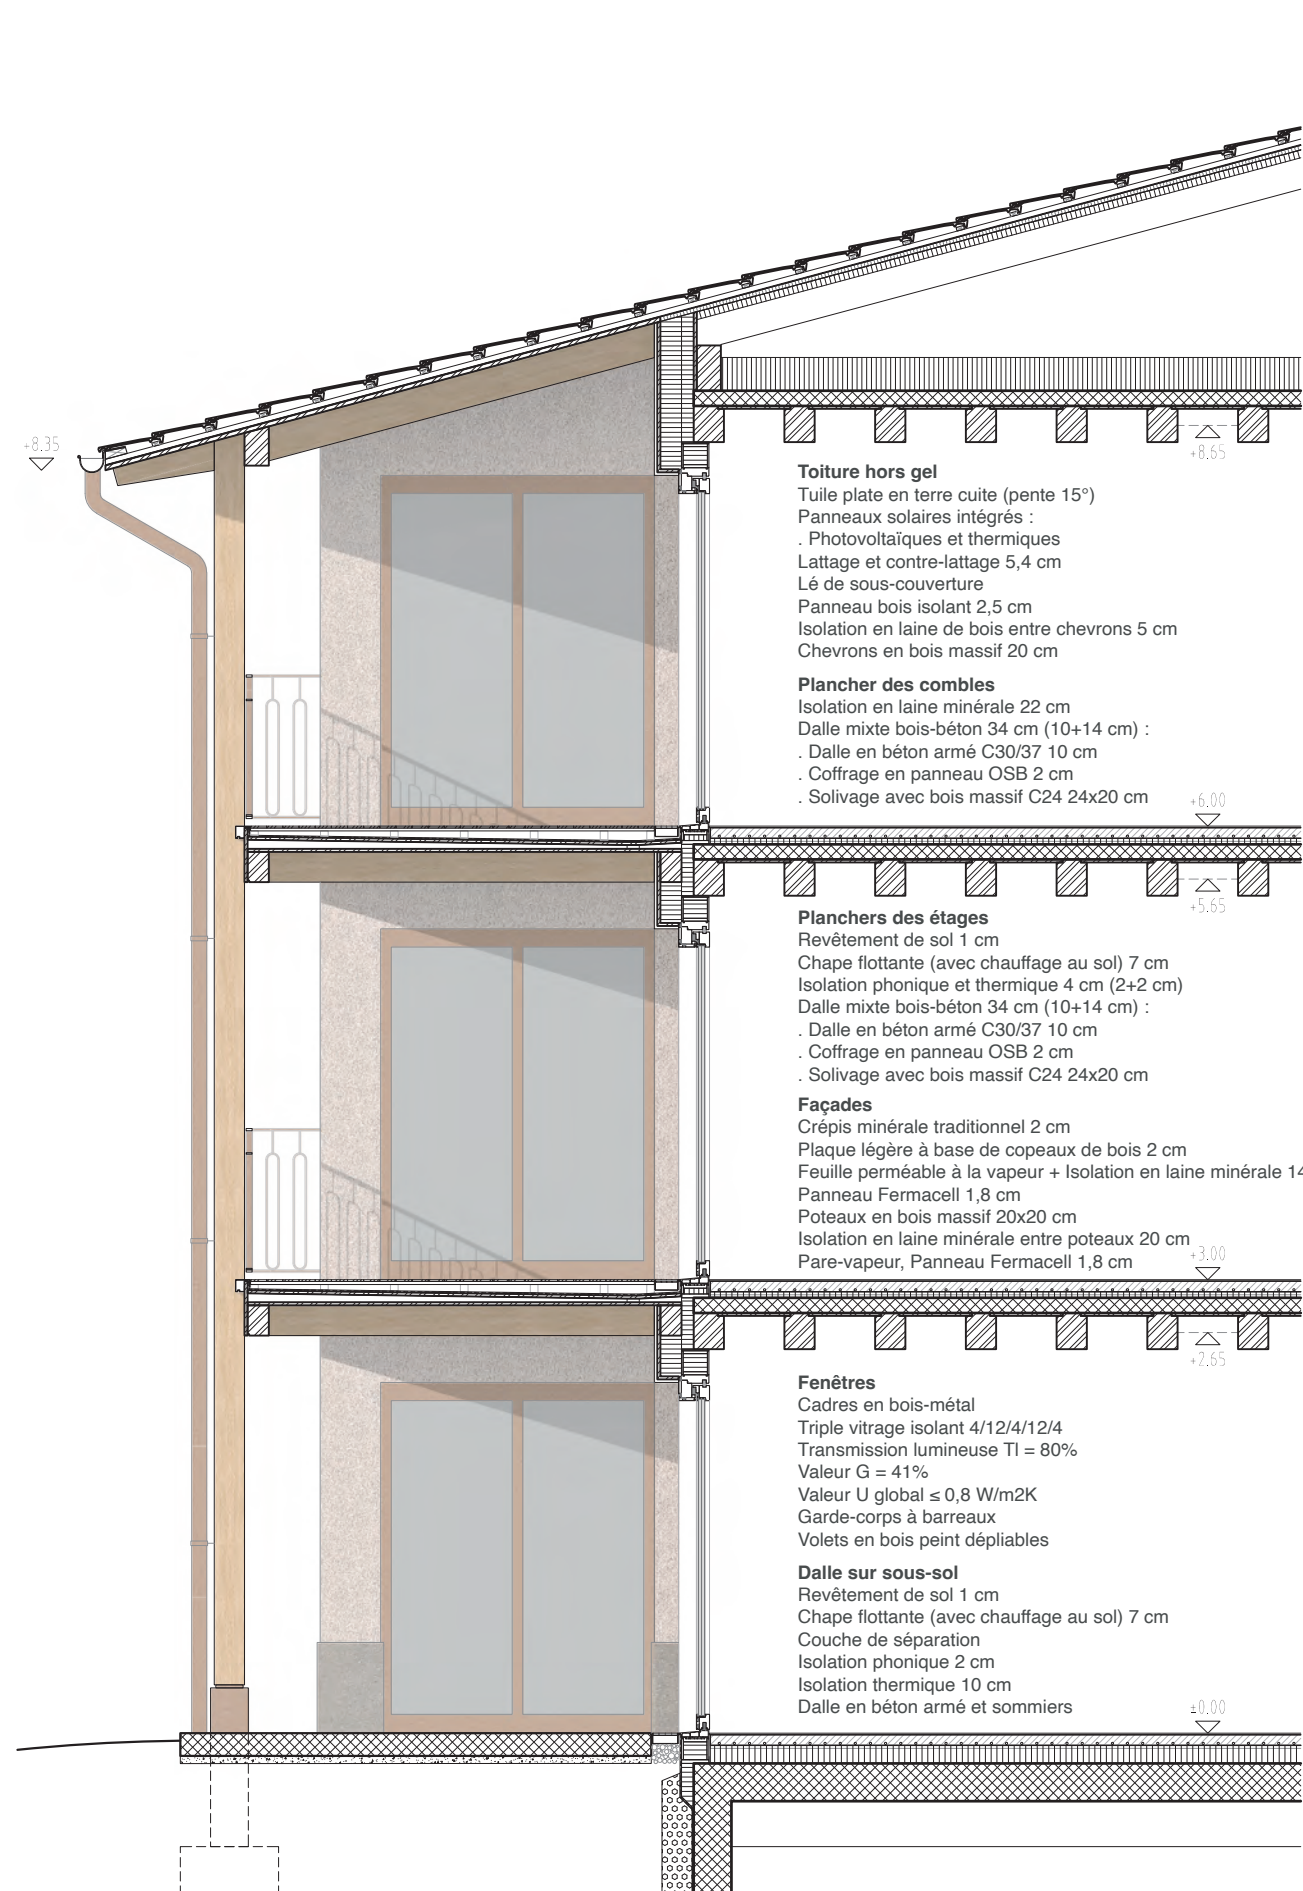 +8.35
+8.65
Toiture hors gel
Tuile plate en terre cuite (pente 15°)
Panneaux solaires intégrés :
. Photovoltaïques et thermiques
Lattage et contre-lattage 5,4 cm
Lé de sous-couverture
Panneau bois isolant 2,5 cm
Isolation en laine de bois entre chevrons 5 cm
Chevrons en bois massif 20 cm
Plancher des combles
Isolation en laine minérale 22 cm
Dalle mixte bois-béton 34 cm (10+14 cm) :
. Dalle en béton armé C30/37 10 cm
. Coffrage en panneau OSB 2 cm
. Solivage avec bois massif C24 24x20 cm
+6.00
+5.65
Planchers des étages
Revêtement de sol 1 cm
Chape flottante (avec chauffage au sol) 7 cm
Isolation phonique et thermique 4 cm (2+2 cm)
Dalle mixte bois-béton 34 cm (10+14 cm) :
. Dalle en béton armé C30/37 10 cm
. Coffrage en panneau OSB 2 cm
. Solivage avec bois massif C24 24x20 cm
Façades
Crépis minérale traditionnel 2 cm
Plaque légère à base de copeaux de bois 2 cm
Feuille perméable à la vapeur + Isolation en laine minérale 14
Panneau Fermacell 1,8 cm
Poteaux en bois massif 20x20 cm
Isolation en laine minérale entre poteaux 20 cm
Pare-vapeur, Panneau Fermacell 1,8 cm
+3.00
+2.65
Fenêtres
Cadres en bois-métal
Triple vitrage isolant 4/12/4/12/4
Transmission lumineuse Tl = 80%
Valeur G = 41%
Valeur U global ≤ 0,8 W/m2K
Garde-corps à barreaux
Volets en bois peint dépliables
Dalle sur sous-sol
Revêtement de sol 1 cm
Chape flottante (avec chauffage au sol) 7 cm
Couche de séparation
Isolation phonique 2 cm
Isolation thermique 10 cm
Dalle en béton armé et sommiers
±0.00